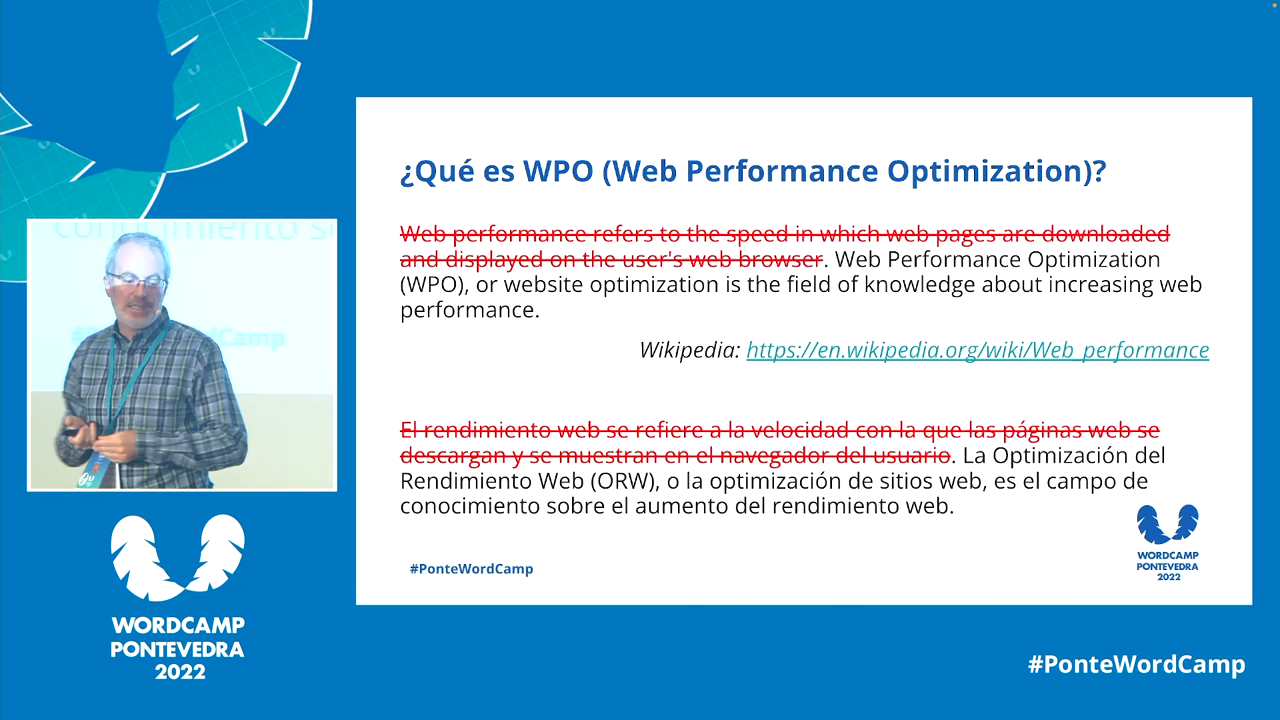 ¿Qué es WPO (Web Performance Optimization)?
Web performance refers to the speed in which web pages are downloaded
and displayed on the user's web browser. Web Performance Optimization
(WPO), or website optimization is the field of knowledge about increasing web
performance.
Wikipedia: https://en.wikipedia.org/wiki/Web_performance
El rendimiento web se refiere a la velocidad con la que las páginas web se
descargan y se muestran en el navegador del usuario. La Optimización del
Rendimiento Web (ORW), o la optimización de sitios web, es el campo de
conocimiento sobre el aumento del rendimiento web.
#PonteWordCamp
WORDCAMP
PONTEVEDRA
2022
conocimiento s
WordCamp
WORDCAMP
PONTEVEDRA
2022
#PonteWordCamp